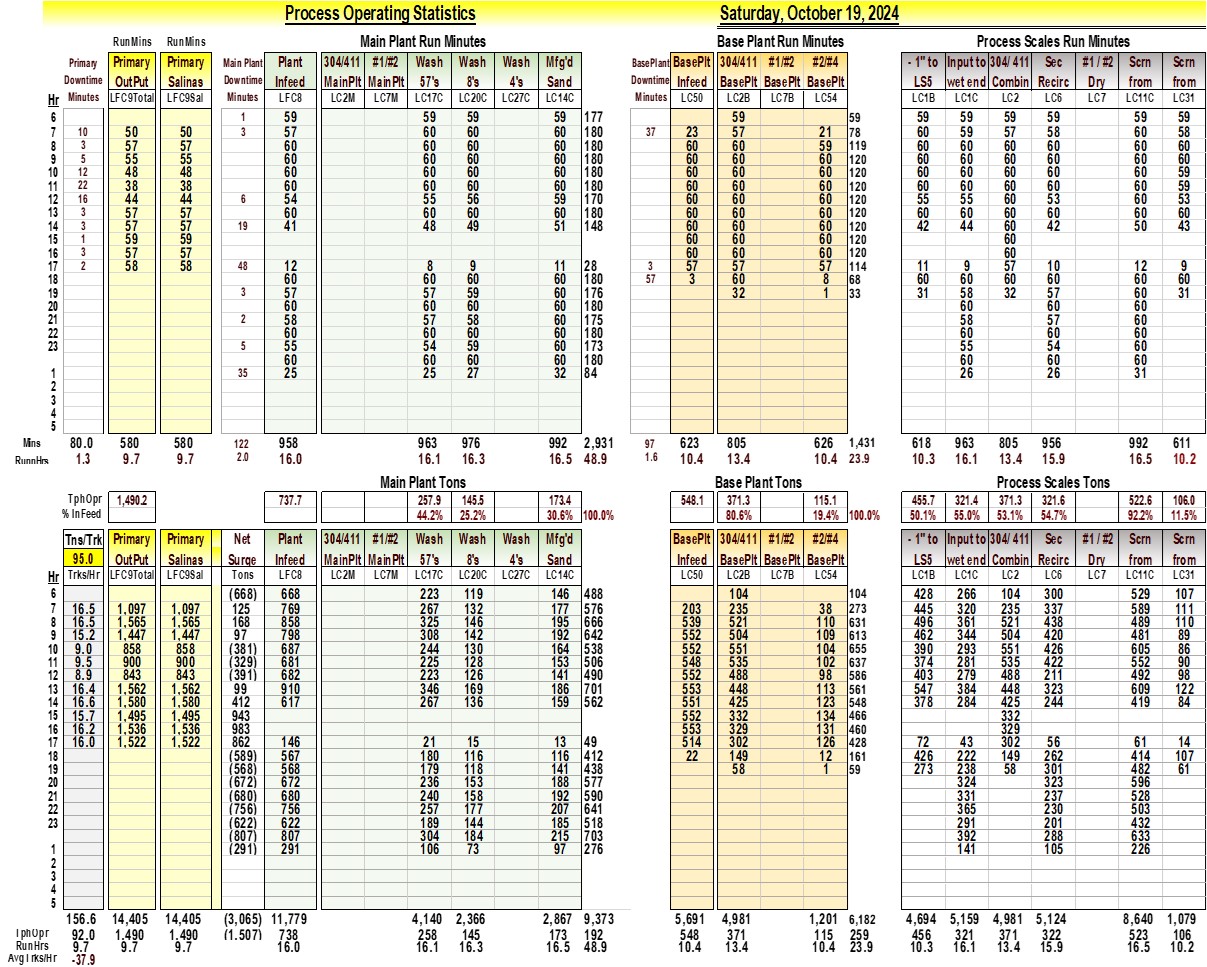 Process Operating Statistics Saturday, October 19, 2024
RunMins RunMins Main Plant Run Minutes Base Plant Run Minutes Process Scales Run Minutes
Primary Primary Primary Main Plant Plant 304/411 #1/#2 Wash Wash Wash Mfg'd BasePlant BasePlt 304/411 #1/#2 #2/#4 - 1" to Input to 304/ 411 Sec #1 / #2 Scrn Scrn
Downtime OutPut Salinas Downtime Infeed MainPlt MainPlt 57's 8's 4's Sand Downtime Infeed BasePlt BasePlt BasePlt LS5 wet end Combin Recirc Dry from from
Hr Minutes LFC9Total LFC9Sal Minutes LFC8 LC2M LC7M LC17C LC20C LC27C LC14C Minutes LC50 LC2B LC7B LC54 LC1B LC1C LC2 LC6 LC7 LC11C LC31
6 1 59 59 59 59 177 59 59 59 59 59 59 59 59
7 10 50 50 3 57 60 60 60 180 37 23 57 21 78 60 59 57 58 60 58
8 3 57 57 60 60 60 60 180 60 60 59 119 60 60 60 60 60 60
9 5 55 55 60 60 60 60 180 60 60 60 120 60 60 60 60 60 59
10 12 48 48 60 60 60 60 180 60 60 60 120 60 60 60 60 60 59
11 22 38 38 60 60 60 60 180 60 60 60 120 60 60 60 60 60 59
12 16 44 44 6 54 55 56 59 170 60 60 60 120 55 55 60 53 60 53
13 3 57 57 60 60 60 60 180 60 60 60 120 60 60 60 60 60 60
14 3 57 57 19 41 48 49 51 148 60 60 60 120 42 44 60 42 50 43
15 1 59 59 60 60 60 120 60
16 3 57 57 60 60 60 120 60
17 2 58 58 48 12 8 9 11 28 3 57 57 57 114 11 9 57 10 12 9
18 60 60 60 60 180 57 3 60 8 68 60 60 60 60 60 60
19 3 57 57 59 60 176 32 1 33 31 58 32 57 60 31
20 60 60 60 60 180 60 60 60
21 2 58 57 58 60 175 58 57 60
22 60 60 60 60 180 60 60 60
23 5 55 54 59 60 173 55 54 60
60 60 60 60 180 60 60 60
1 35 25 25 27 32 84 26 26 31
2
3
4
5
Mins 80.0 580 580 122 958 963 976 992 2,931 97 623 805 626 1,431 618 963 805 956 992 611
RunnHrs 1.3 9.7 9.7 2.0 16.0 16.1 16.3 16.5 48.9 1.6 10.4 13.4 10.4 23.9 10.3 16.1 13.4 15.9 16.5 10.2
Main Plant Tons Base Plant Tons Process Scales Tons
TphOpr 1,490.2 737.7 257.9 145.5 173.4 548.1 371.3 115.1 455.7 321.4 371.3 321.6 522.6 106.0
% InFeed 44.2% 25.2% 30.6% 100.0% 80.6% 19.4% 100.0% 50.1% 55.0% 53.1% 54.7% 92.2% 11.5%
Tns/Trk Primary Primary Net Plant 304/411 #1/#2 Wash Wash Wash Mfg'd BasePlt 304/411 #1/#2 #2/#4 - 1" to Input to 304/ 411 Sec #1 / #2 Scrn Scrn
95.0 OutPut Salinas Surge Infeed MainPlt MainPlt 57's 8's 4's Sand Infeed BasePlt BasePlt BasePlt LS5 wet end Combin Recirc Dry from from
Hr Trks/Hr LFC9Total LFC9Sal Tons LFC8 LC2M LC7M LC17C LC20C LC27C LC14C LC50 LC2B LC7B LC54 LC1B LC1C LC2 LC6 LC7 LC11C LC31
6 (668) 668 223 119 146 488 104 104 428 266 104 300 529 107
7 16.5 1,097 1,097 125 769 267 132 177 576 203 235 38 273 445 320 235 337 589 111
8 16.5 1,565 1,565 168 858 325 146 195 666 539 521 110 631 496 361 521 438 489 110
9 15.2 1,447 1,447 97 798 308 142 192 642 552 504 109 613 462 344 504 420 481 89
10 9.0 858 858 (381) 687 244 130 164 538 552 551 104 655 390 293 551 426 605 86
11 9.5 900 900 (329) 681 225 128 153 506 548 535 102 637 374 281 535 422 552 90
12 8.9 843 843 (391) 682 223 126 141 490 552 488 98 586 403 279 488 211 492 98
13 16.4 1,562 1,562 99 910 346 169 186 701 553 448 113 561 547 384 448 323 609 122
14 16.6 1,580 1,580 412 617 267 136 159 562 551 425 123 548 378 284 425 244 419 84
15 15.7 1,495 1,495 943 552 332 134 466 332
16 16.2 1,536 1,536 983 553 329 131 460 329
17 16.0 1,522 1,522 862 146 21 15 13 49 514 302 126 428 72 43 302 56 61 14
18 (589) 567 180 116 116 412 22 149 12 161 426 222 149 262 414 107
19 (568) 568 179 118 141 438 58 1 59 273 238 58 301 482 61
20 (672) 672 236 153 188 577 324 323 596
21 (680) 680 240 158 192 590 331 237 528
22 (756) 756 257 177 207 641 365 230 503
23 (622) 622 189 144 185 518 291 201 432
(807) 807 304 184 215 703 392 288 633
1 (291) 291 106 73 97 276 141 105 226
2
3
4
5
156.6 14,405 14,405 (3,065) 11,779 4,140 2,366 2,867 9,373 5,691 4,981 1,201 6,182 4,694 5,159 4,981 5,124 8,640 1,079
TphOpr 92.0 1,490 1,490 (1,507) 738 258 145 173 192 548 371 115 259 456 321 371 322 523 106
RunHrs 9.7 9.7 9.7 16.0 16.1 16.3 16.5 48.9 10.4 13.4 10.4 23.9 10.3 16.1 13.4 15.9 16.5 10.2
AvgTrks/Hr -37.9